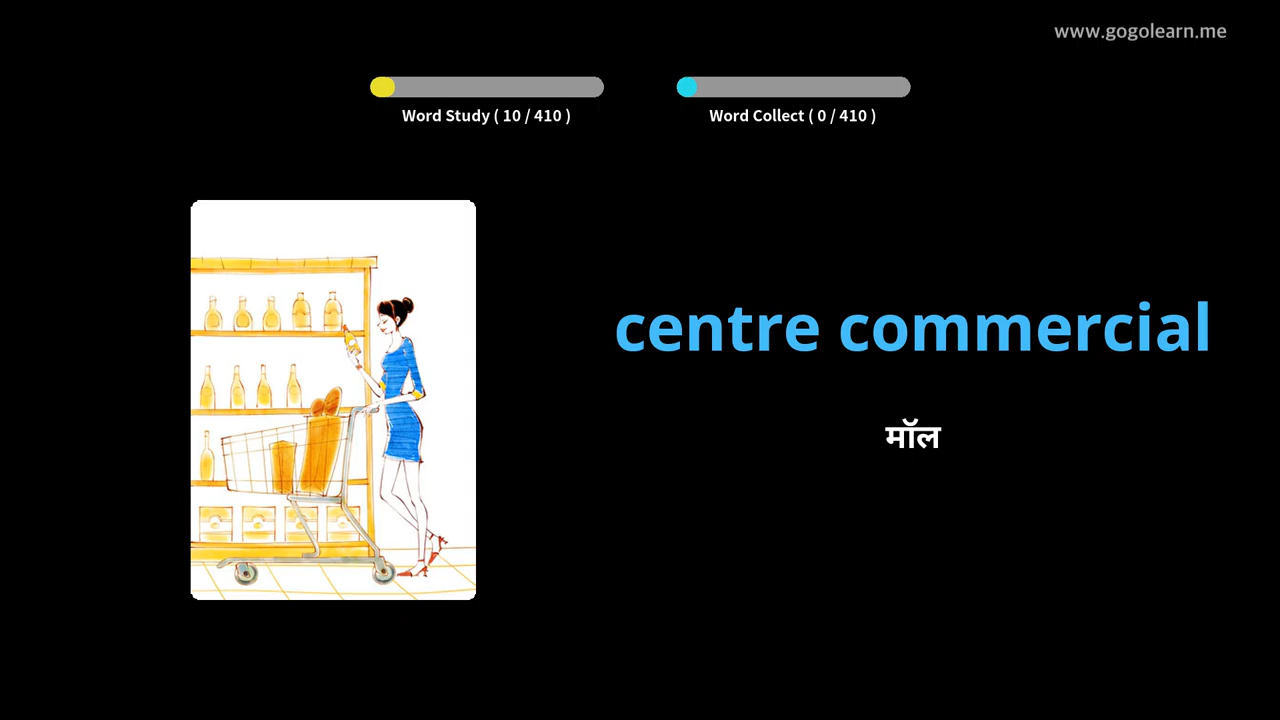 www.gogolearn.me
Word Study ( 10 / 410 )
Word Collect ( 0 / 410 )
centre commercial
मॉल